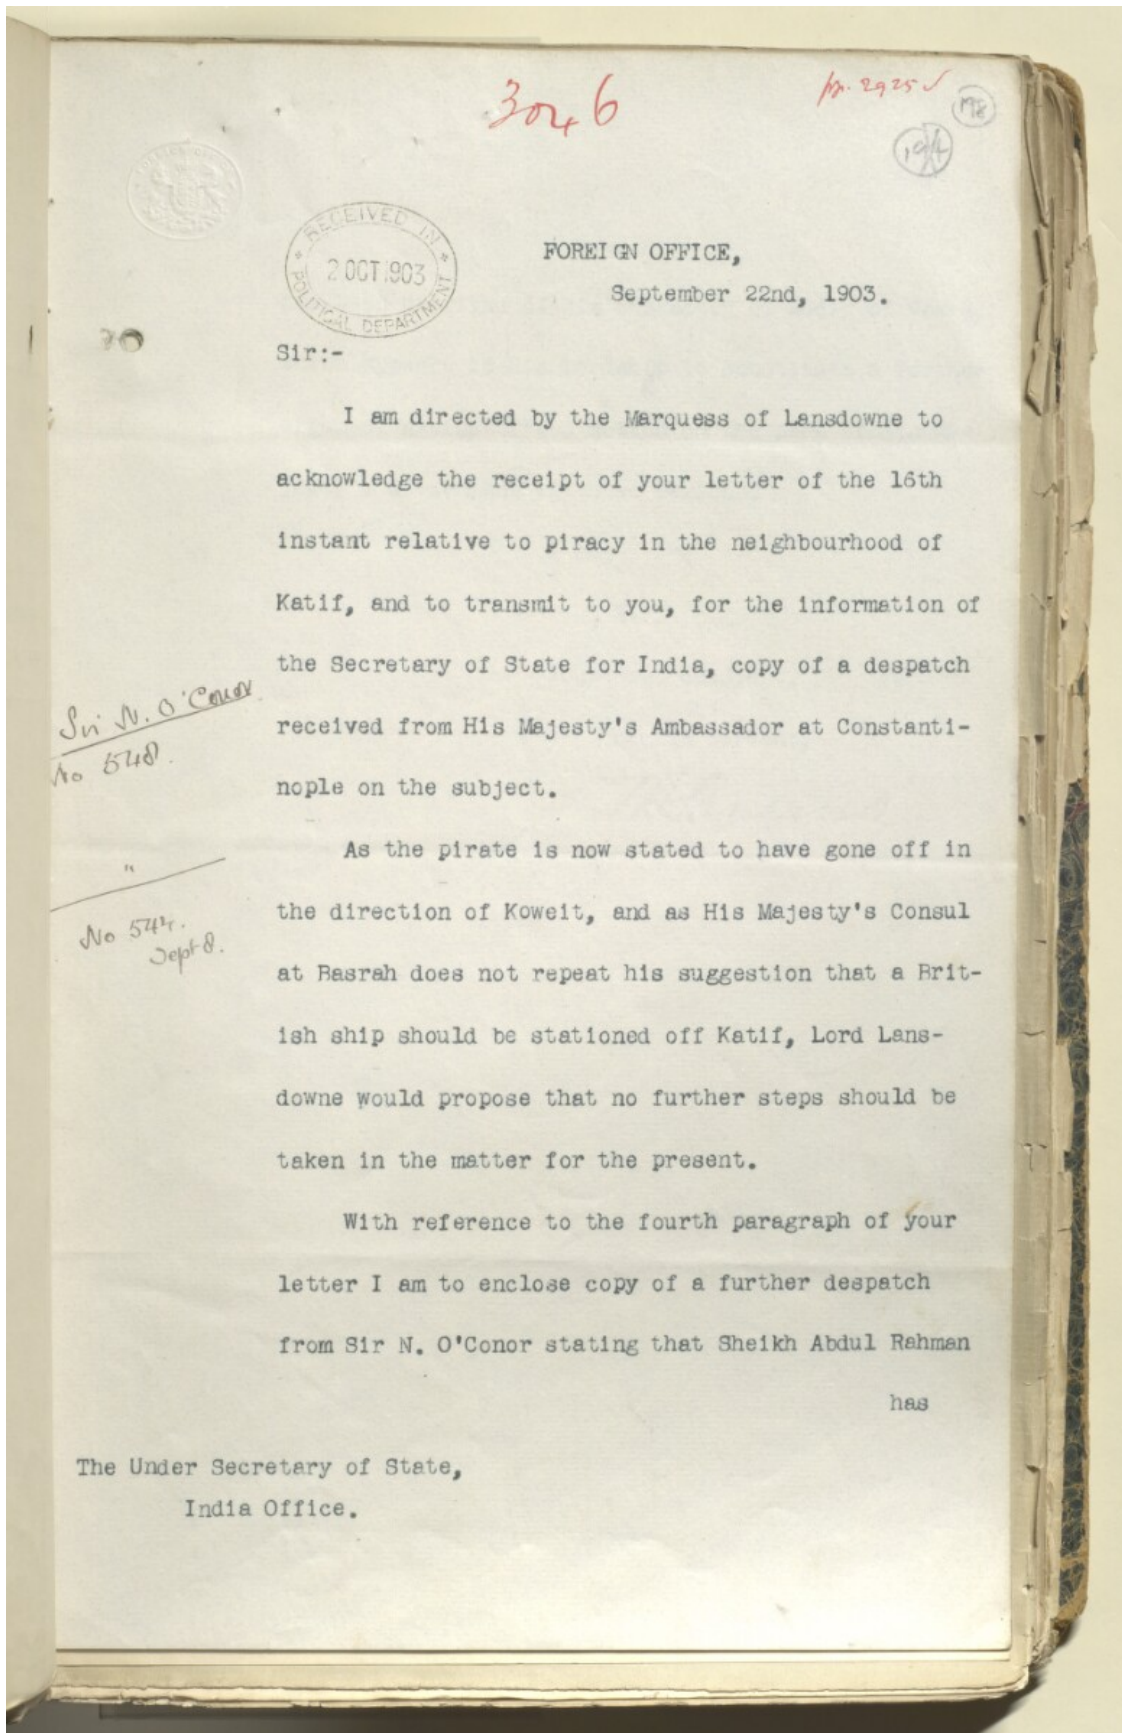 3046
pp. 2925 ✓
RECEIVED IN
2 OCT 1903
POLITICAL DEPARTMENT
FOREIGN OFFICE,
September 22nd, 1903.
Sir:-
I am directed by the Marquess of Lansdowne to
acknowledge the receipt of your letter of the 16th
instant relative to piracy in the neighbourhood of
Katif, and to transmit to you, for the information of
the Secretary of State for India, copy of a despatch
Sir N. O'Conor
received from His Majesty's Ambassador at Constanti-
No 548.
nople on the subject.
As the pirate is now stated to have gone off in
"
the direction of Koweit, and as His Majesty's Consul
No 544.
Sept 8.
at Basrah does not repeat his suggestion that a Brit-
ish ship should be stationed off Katif, Lord Lans-
downe would propose that no further steps should be
taken in the matter for the present.
With reference to the fourth paragraph of your
letter I am to enclose copy of a further despatch
from Sir N. O'Conor stating that Sheikh Abdul Rahman
has
The Under Secretary of State,
India Office.